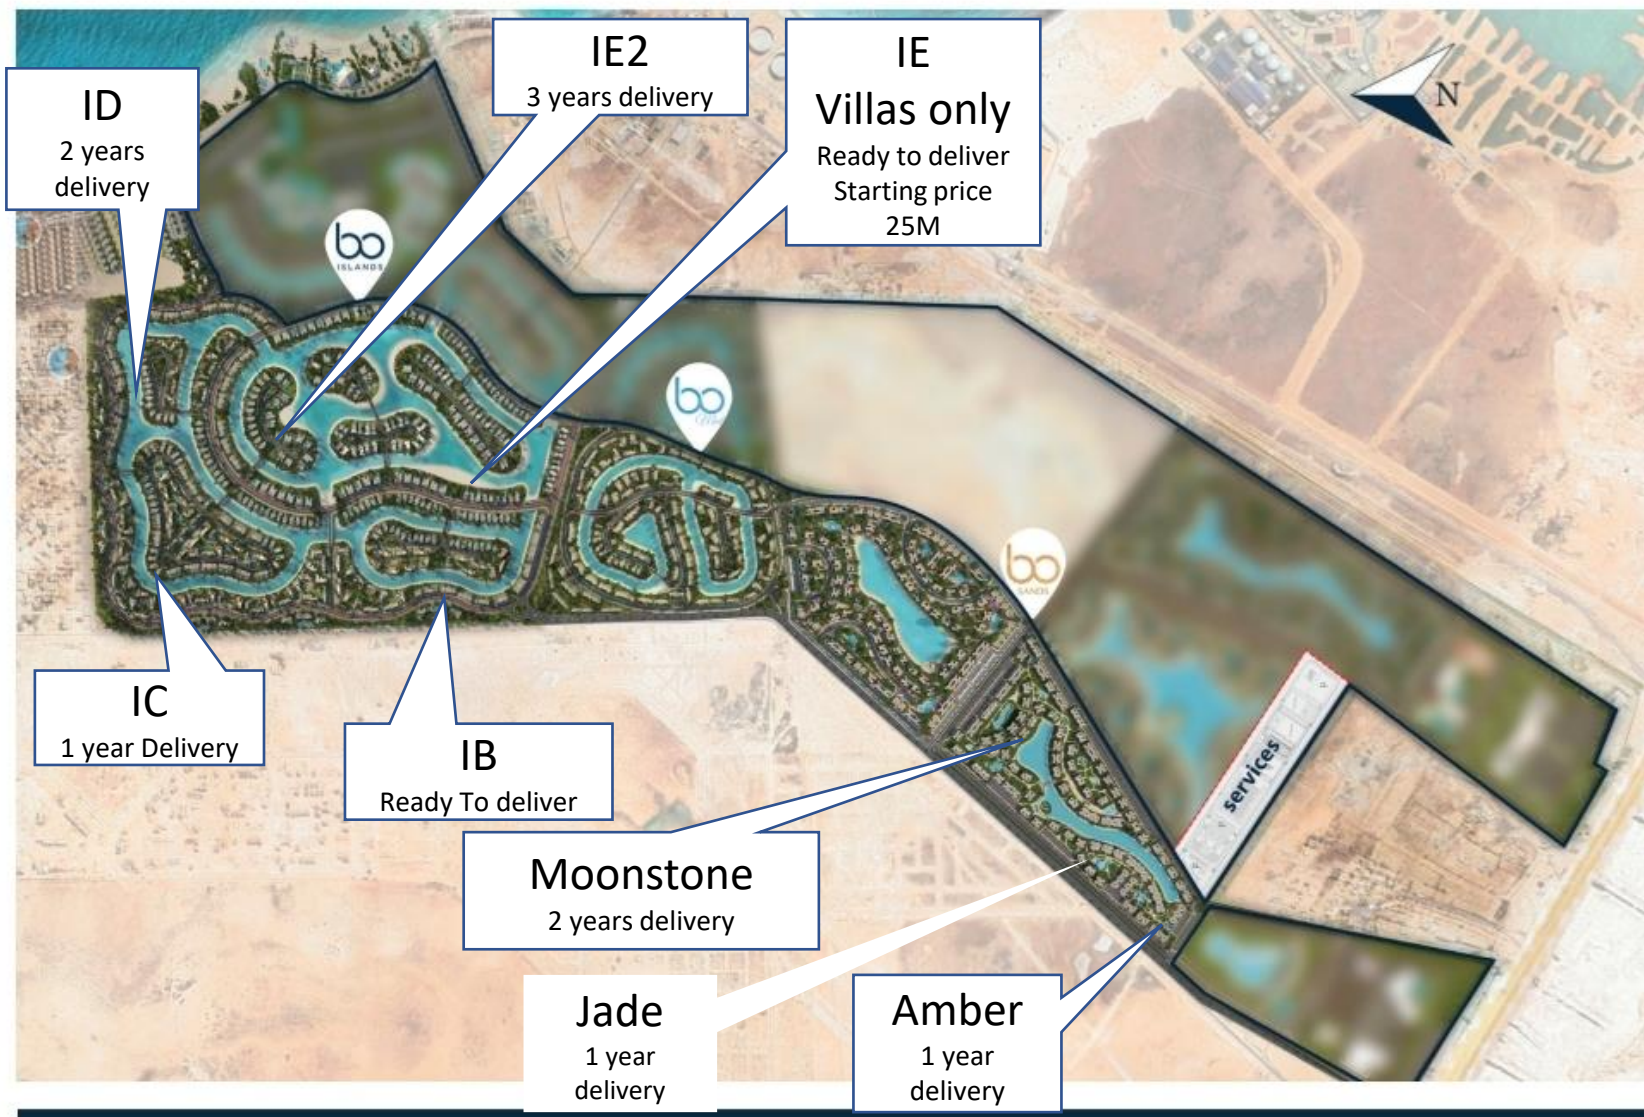 ID
2 years
delivery
IE2
3 years delivery
IE
Villas only
Ready to deliver
Starting price
25M
N
bo
ISLANDS
bo
bo
SANDS
IC
1 year Delivery
IB
Ready To deliver
services
Moonstone
2 years delivery
Jade
1 year
delivery
Amber
1 year
delivery